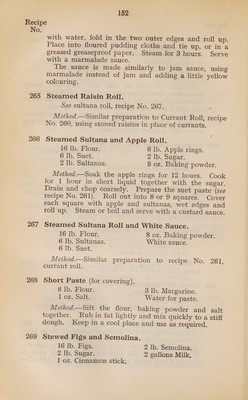 152
Recipe
No.
with water, fold in the two outer edges and roll up.
Place into floured pudding cloths and tie up, or in a
greased greaseproof paper. Steam for 3 hours. Serve
with a marmalade sauce.
The sauce is made similarly to jam sauce, using
marmalade instead of jam and adding a little yellow
colouring.
265 Steamed Raisin Roll.
See sultana roll, recipe No. 267.
Method.—Similar preparation to Currant Roll, recipe
No. 260, using stoned raisins in place of currants.
266 Steamed Sultana and Apple Roll.
16 lb. Flour. 6 lb. Apple rings.
6 lb. Suet. 2 lb. Sugar.
2 lb. Sultanas. 8 oz. Baking powder.
Method.—Soak the apple rings for 12 hours. Cook
for 1 hour in short liquid together with the sugar.
Drain and chop coarsely. Prepare the suet paste (see
recipe No. 261). Roll out into 8 or 9 squares. Cover
each square with apple and sultanas, wet edges and
roll up. Steam or boil and serve with a custard sauce.
267 Steamed Sultana Roll and White Sauce.
16 lb. Flour. 8 oz. Baking powder.
6 lb. Sultanas. White sauce.
6 lb. Suet.
Method.—Similar preparation to recipe No. 261,
currant roll.
268 Short Paste (for covering).
8 lb. Flour. 3 lb. Margarine.
1 oz. Salt. Water for paste.
Method.—Sift the flour, baking powder and salt
together. Rub in fat lightly and mix quickly to a stiff
dough. Keep in a cool place and use as required.
269 Stewed Figs and Semolina.
16 lb. Figs. 2 lb. Semolina.
2 lb. Sugar. 2 gallons Milk.
1 oz. Cinnamon stick.